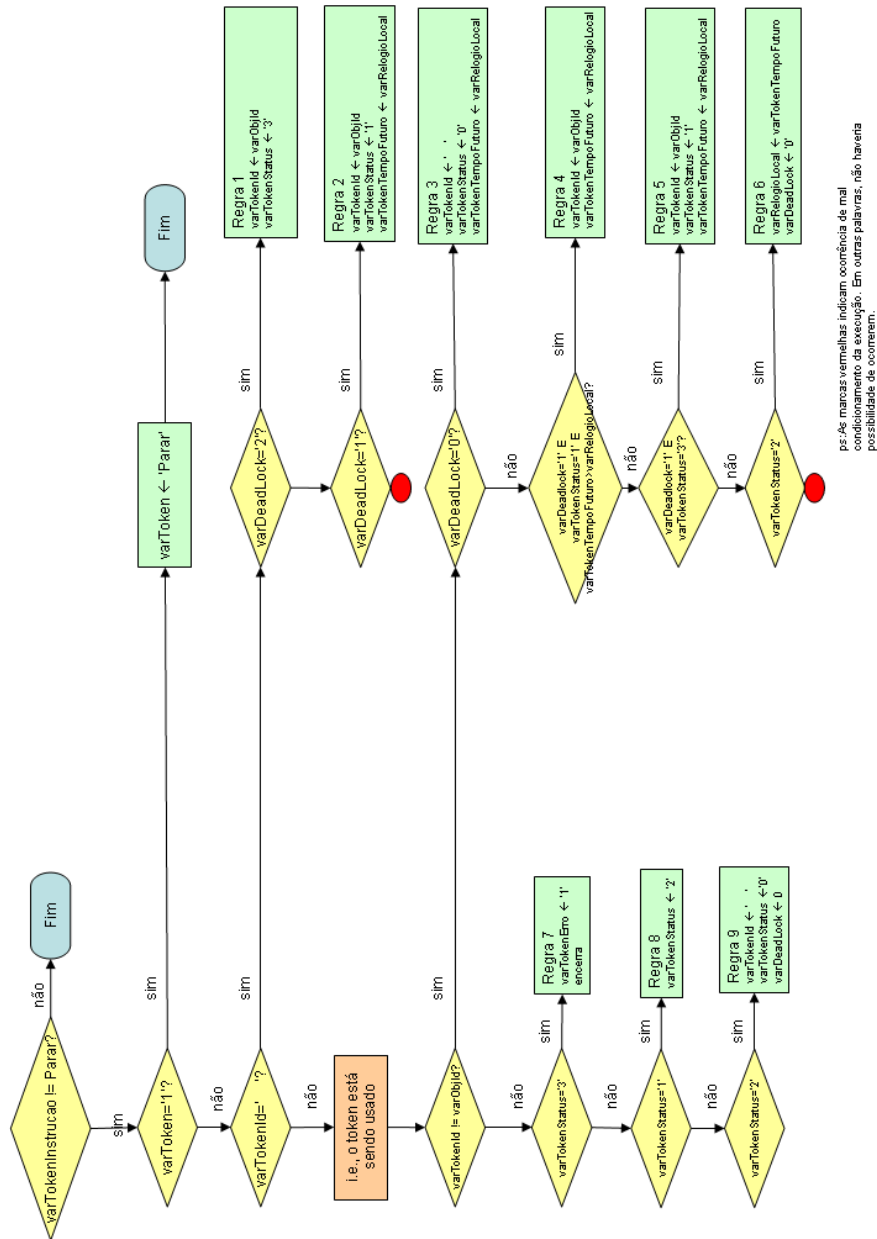 varTokenInstrucao != Parar?
não
Fim
sim
varToken='1'?
sim
varToken ← 'Parar'
Fim
não
varTokenId=' '?
sim
varDeadLock='2'?
sim
Regra 1
varTokenId ← varObjId
varTokenStatus ← '3'
varDeadLock='1'?
sim
Regra 2
varTokenId ← varObjId
varTokenStatus ← '1'
varTokenTempoFuturo ← varRelogioLocal
não
i.e., o token está
sendo usado
varTokenId != varObjId?
sim
varDeadLock='0'?
sim
Regra 3
varTokenId ← ' '
varTokenStatus ← '0'
varTokenTempoFuturo ← varRelogioLocal
não
varDeadlock='1' E
varTokenStatus='1' E
varTokenTempoFuturo>varRelogioLocal?
sim
Regra 4
varTokenId ← varObjId
varTokenTempoFuturo ← varRelogioLocal
não
varDeadlock='1' E
varTokenStatus='3'?
sim
Regra 5
varTokenId ← varObjId
varTokenStatus ← '1'
varTokenTempoFuturo ← varRelogioLocal
não
varTokenStatus='2'
sim
Regra 6
varRelogioLocal ← varTokenTempoFuturo
varDeadLock ← '0'
não
varTokenStatus='3'
sim
Regra 7
varTokenErro ← '1'
encerra
não
varTokenStatus='1'
sim
Regra 8
varTokenStatus ← '2'
não
varTokenStatus='2'
sim
Regra 9
varTokenId ← ' '
varTokenStatus ←'0'
varDeadLock ← 0
ps:As marcas vermelhas indicam ocorrência de mal
condicionamento da execução. Em outras palavras, não haveria
possibilidade de ocorrerem.